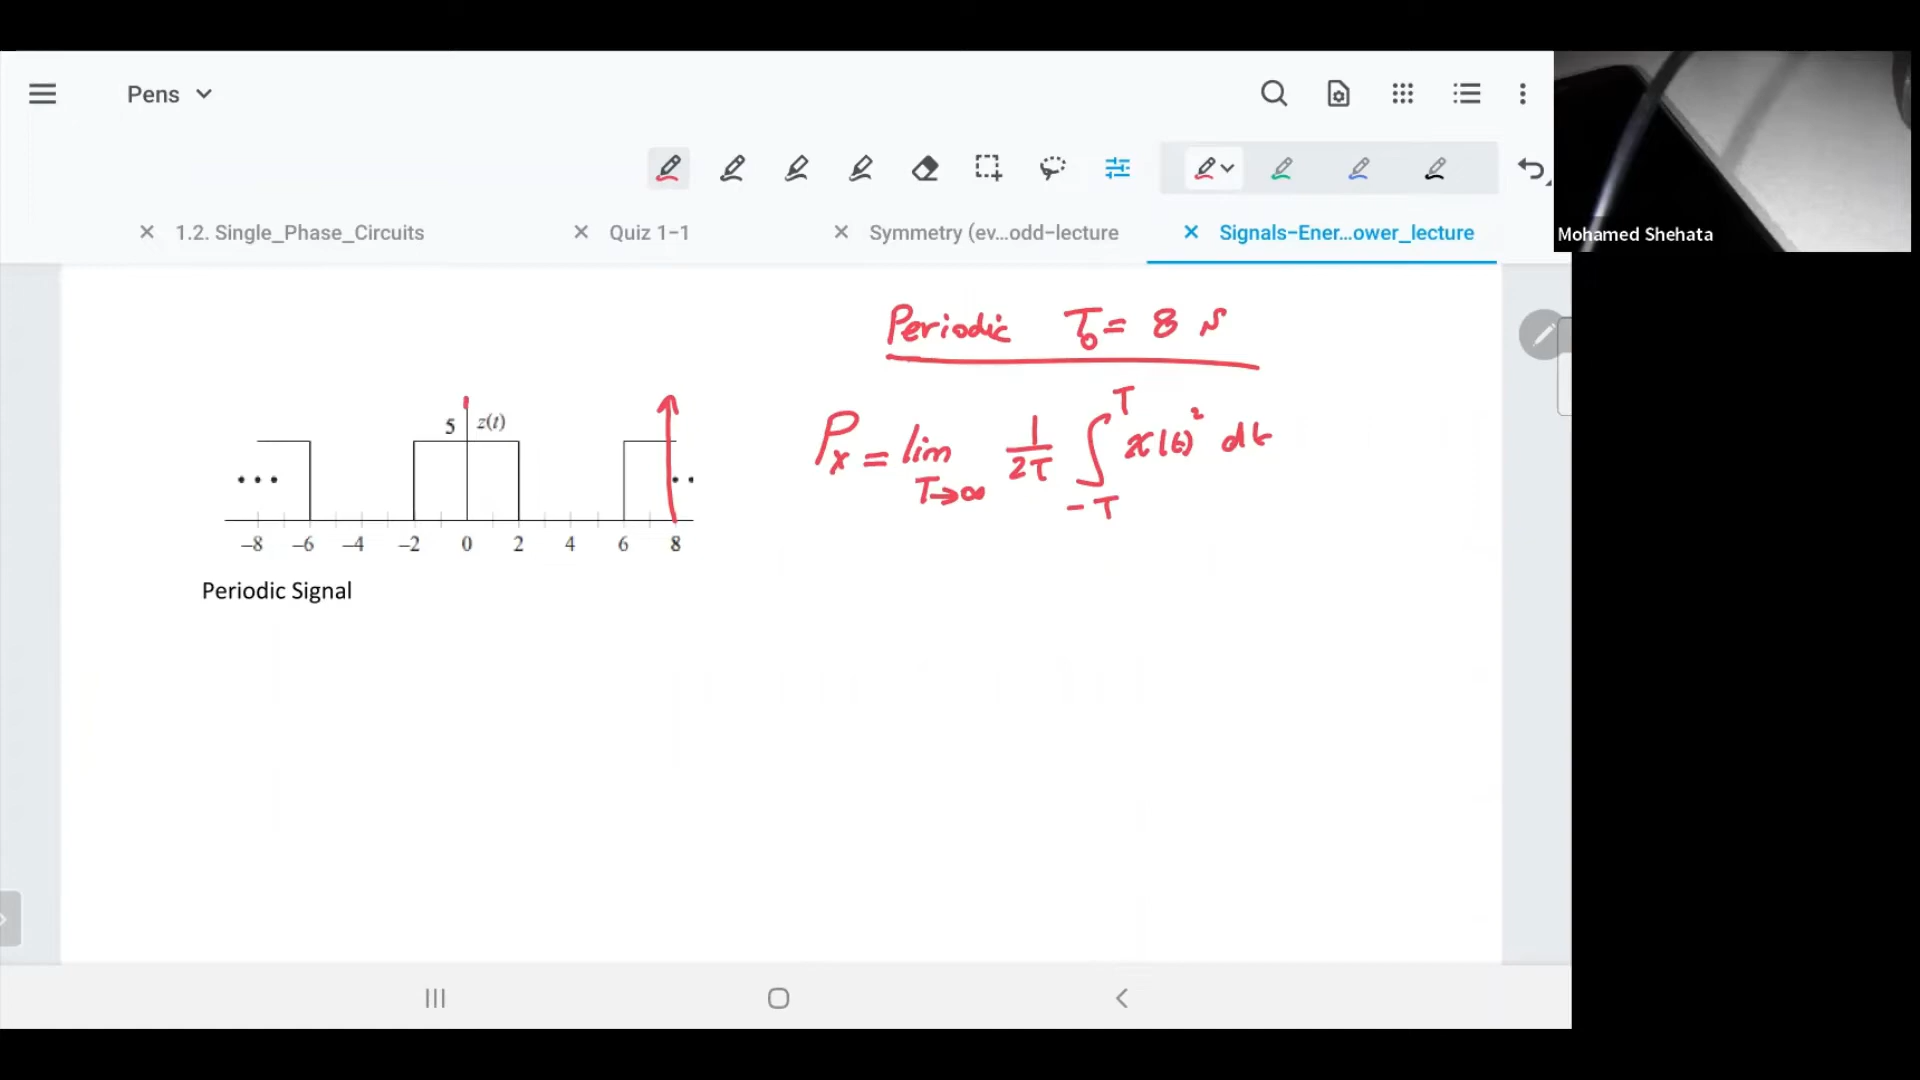 Pens
1.2. Single_Phase_Circuits
Quiz 1-1
Symmetry (ev...odd-lecture
Signals-Ener...ower_lecture
Mohamed Shehata
Periodic T₀ = 8 s
5 z(t)
Pₓ = lim T→∞ 1/2T ∫ -T T x(t)² dt
-8 -6 -4 -2 0 2 4 6 8
Periodic Signal